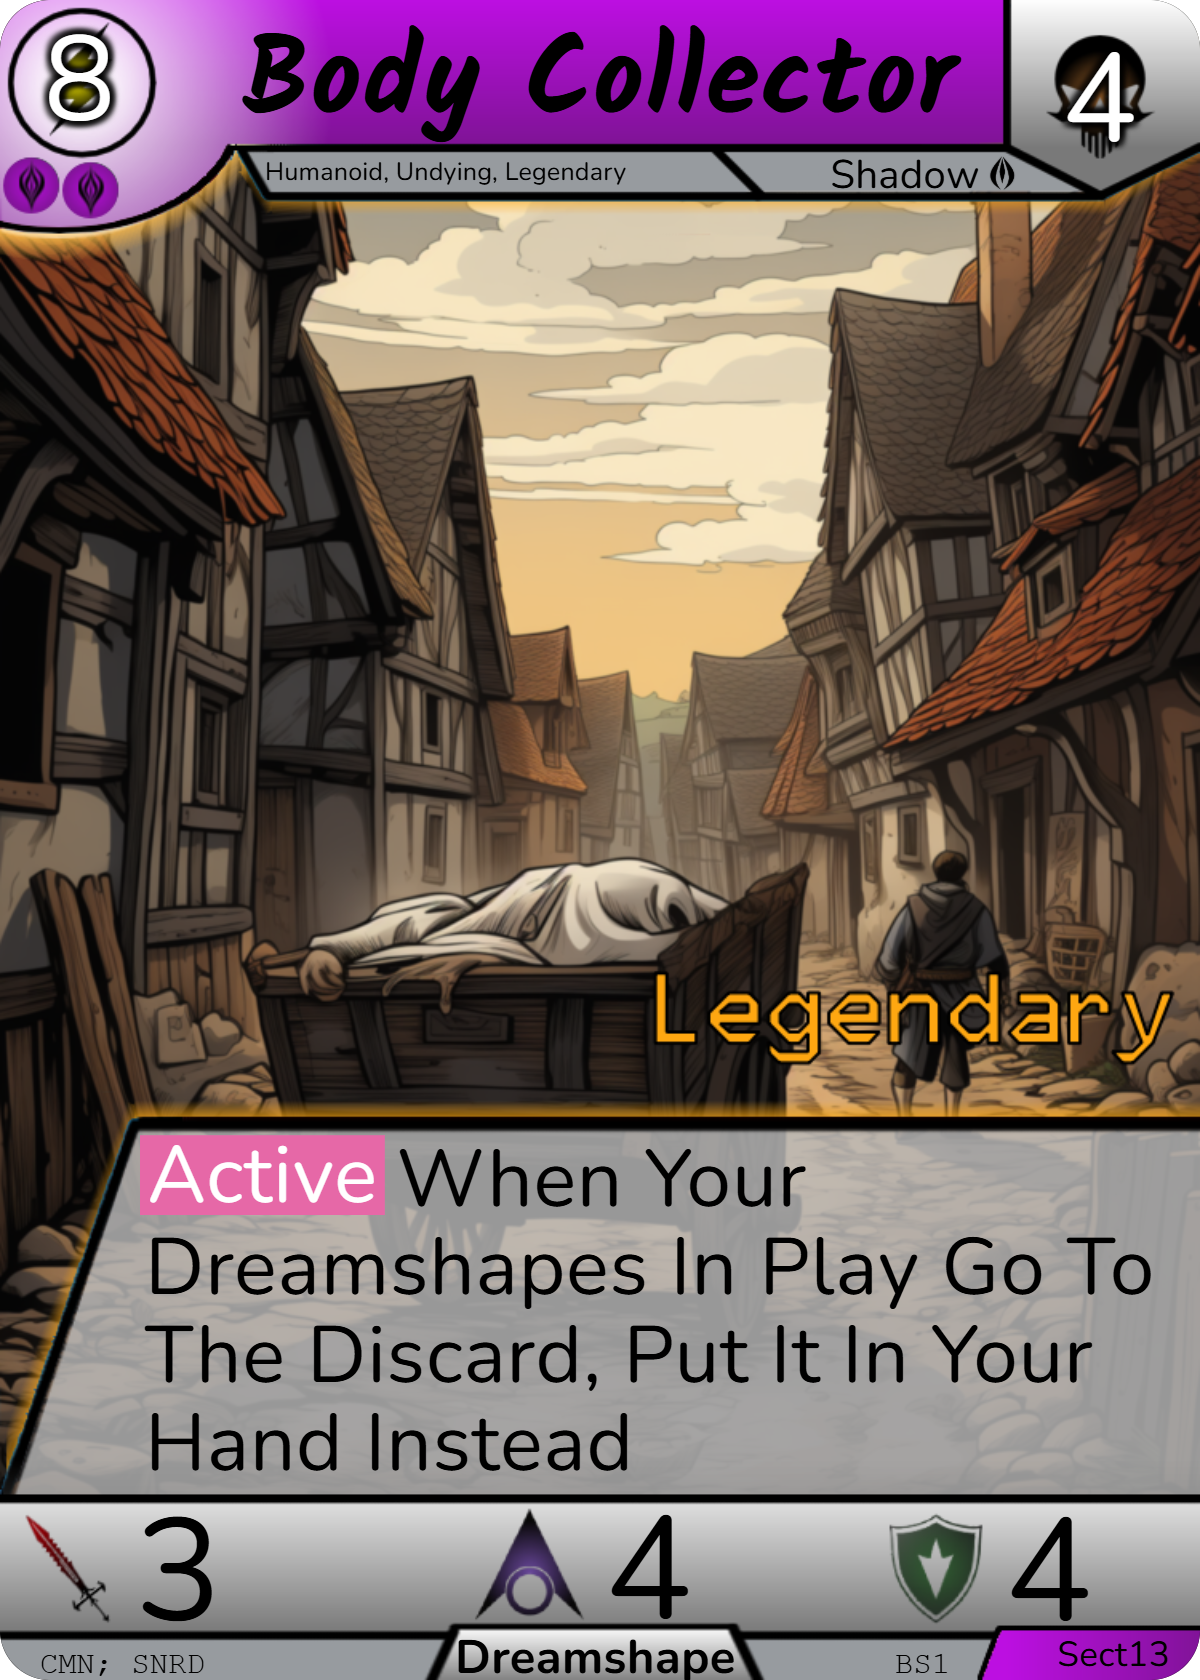 8
Body Collector
4
Humanoid, Undying, Legendary
Shadow
Legendary
Active When Your
Dreamshapes In Play Go To
The Discard, Put It In Your
Hand Instead
3
4
4
CMN; SNRD
Dreamshape
BS1
Sect13